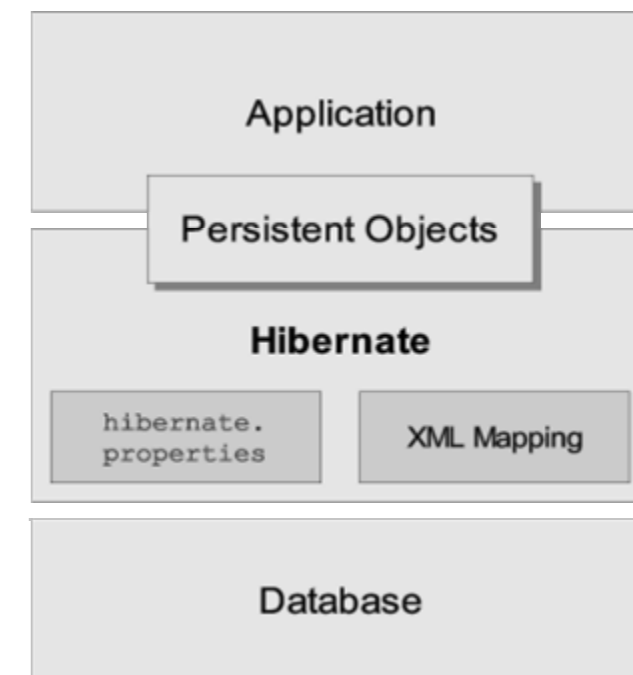 Application
Persistent Objects
Hibernate
hibernate.
properties
XML Mapping
Database